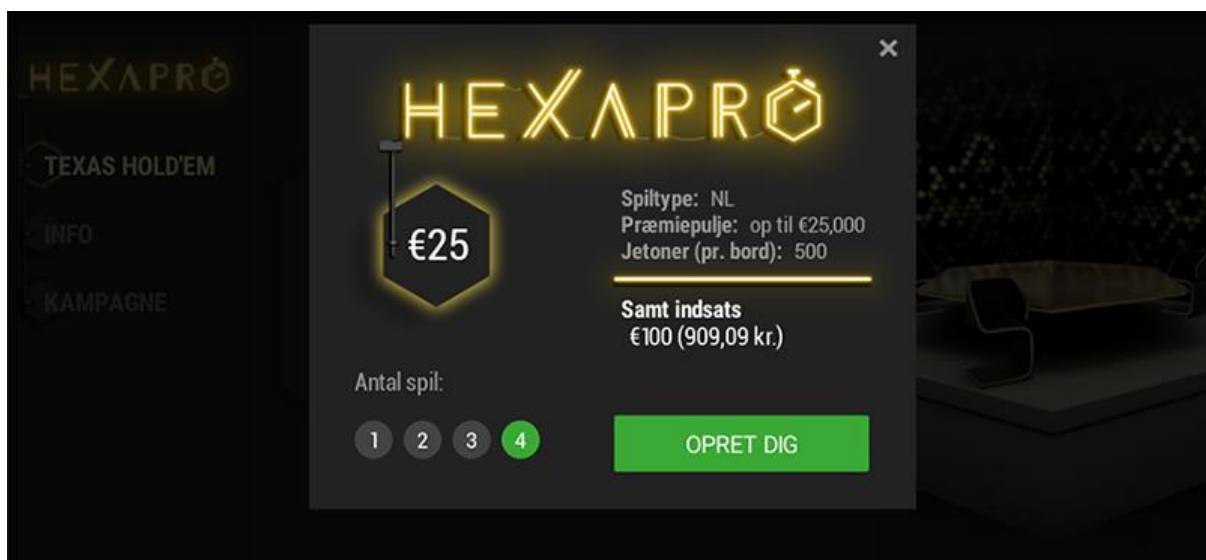 HEXAPRO
TEXAS HOLD'EM
INFO
KAMPAGNE
×
HEXAPRO
€25
Spiltype: NL
Præmiepulje: op til €25,000
Jetoner (pr. bord): 500
Samt indsats
€100 (909,09 kr.)
Antal spil:
1 2 3 4
OPRET DIG